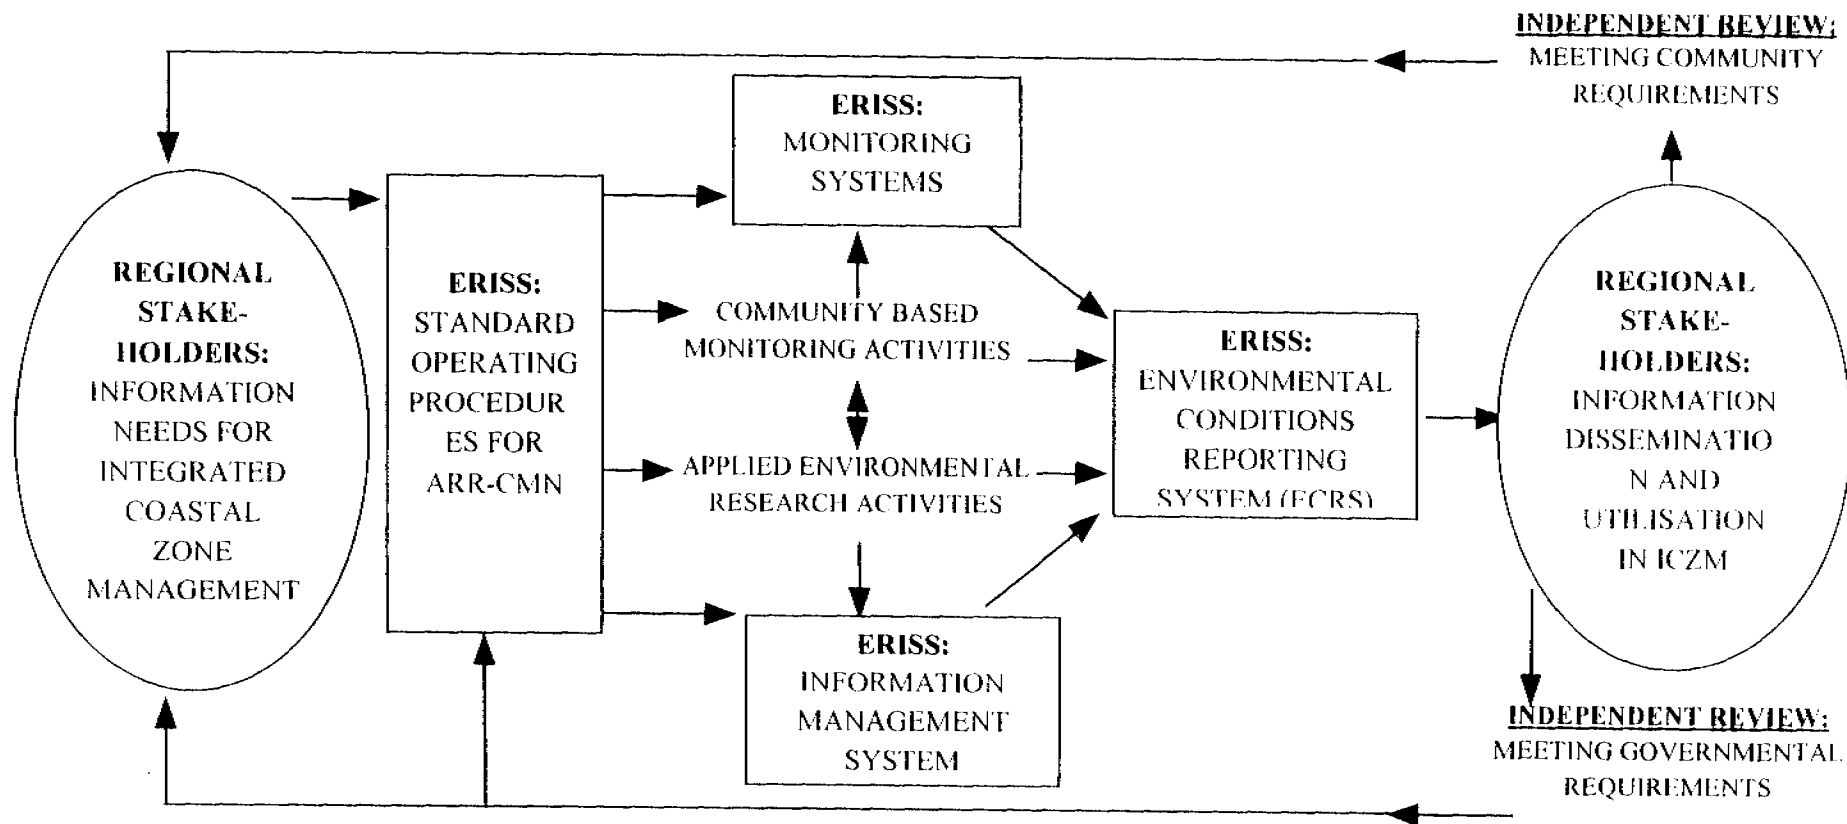 INDEPENDENT REVIEW:
MEETING COMMUNITY
REQUIREMENTS
ERISS:
MONITORING
SYSTEMS
REGIONAL
STAKE-
HOLDERS:
INFORMATION
NEEDS FOR
INTEGRATED
COASTAL
ZONE
MANAGEMENT
ERISS:
STANDARD
OPERATING
PROCEDUR
ES FOR
ARR-CMN
COMMUNITY BASED
MONITORING ACTIVITIES
APPLIED ENVIRONMENTAL
RESEARCH ACTIVITIES
ERISS:
INFORMATION
MANAGEMENT
SYSTEM
ERISS:
ENVIRONMENTAL
CONDITIONS
REPORTING
SYSTEM (ECRS)
REGIONAL
STAKE-
HOLDERS:
INFORMATION
DISSEMINATIO
N AND
UTILISATION
IN ICZM
INDEPENDENT REVIEW:
MEETING GOVERNMENTAL
REQUIREMENTS